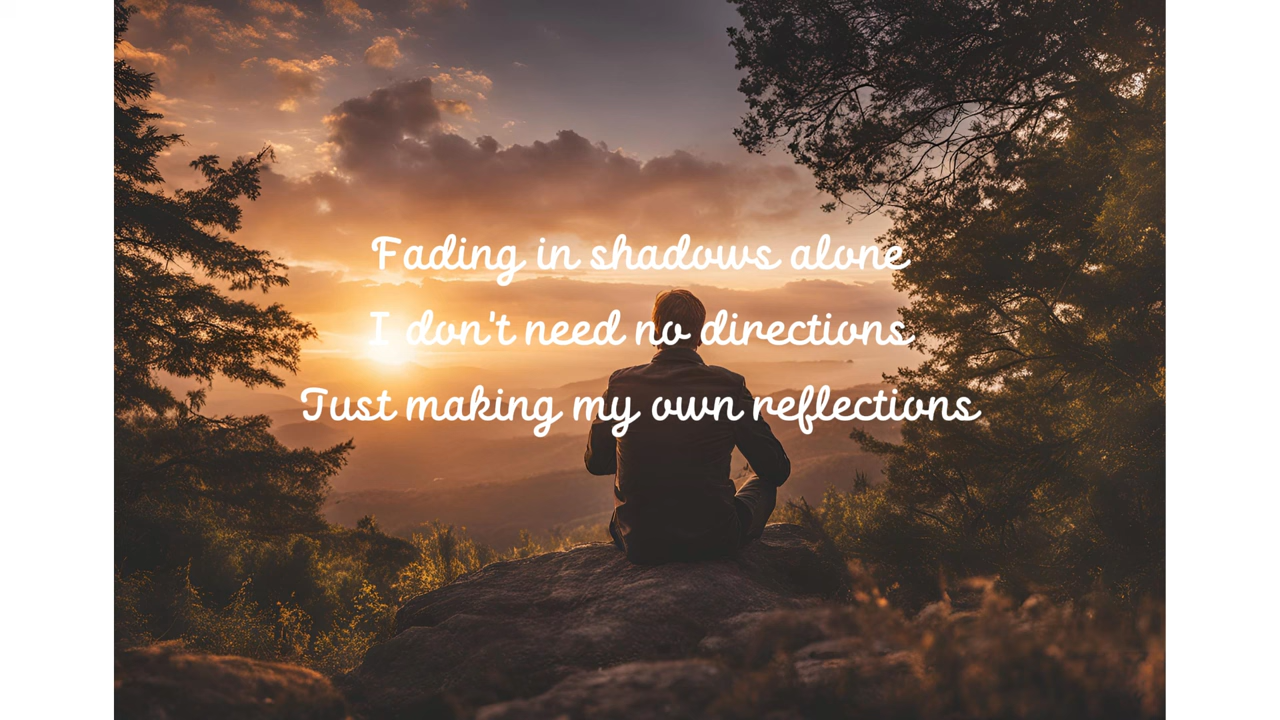 Fading in shadows alone
I don't need no directions
Just making my own reflections